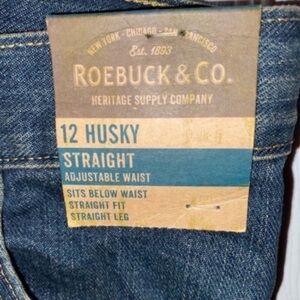 NEW YORK - CHICAGO - SAN FRANCISCO
Est. 1893
ROEBUCK & CO.
HERITAGE SUPPLY COMPANY
12 HUSKY
STRAIGHT
ADJUSTABLE WAIST
SITS BELOW WAIST
STRAIGHT FIT
STRAIGHT LEG